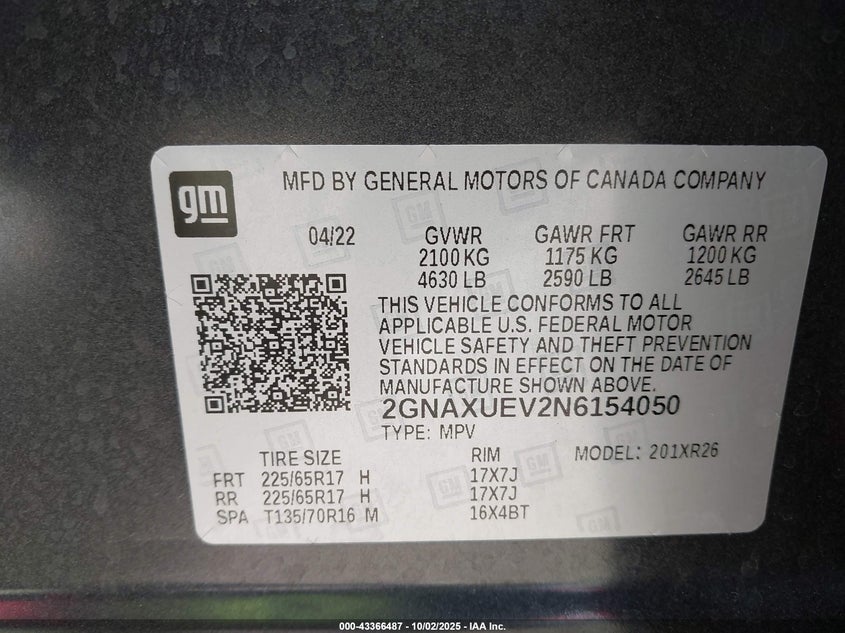 gm
MFD BY GENERAL MOTORS OF CANADA COMPANY
04/22 GVWR GAWR FRT GAWR RR
2100 KG 1175 KG 1200 KG
4630 LB 2590 LB 2645 LB
THIS VEHICLE CONFORMS TO ALL
APPLICABLE U.S. FEDERAL MOTOR
VEHICLE SAFETY AND THEFT PREVENTION
STANDARDS IN EFFECT ON THE DATE OF
MANUFACTURE SHOWN ABOVE.
2GNAXUEV2N6154050
TYPE: MPV
TIRE SIZE RIM MODEL: 201XR26
FRT 225/65R17 H 17X7J
RR 225/65R17 H 17X7J
SPA T135/70R16 M 16X4BT
000-43366487 - 10/02/2025 - IAA Inc.